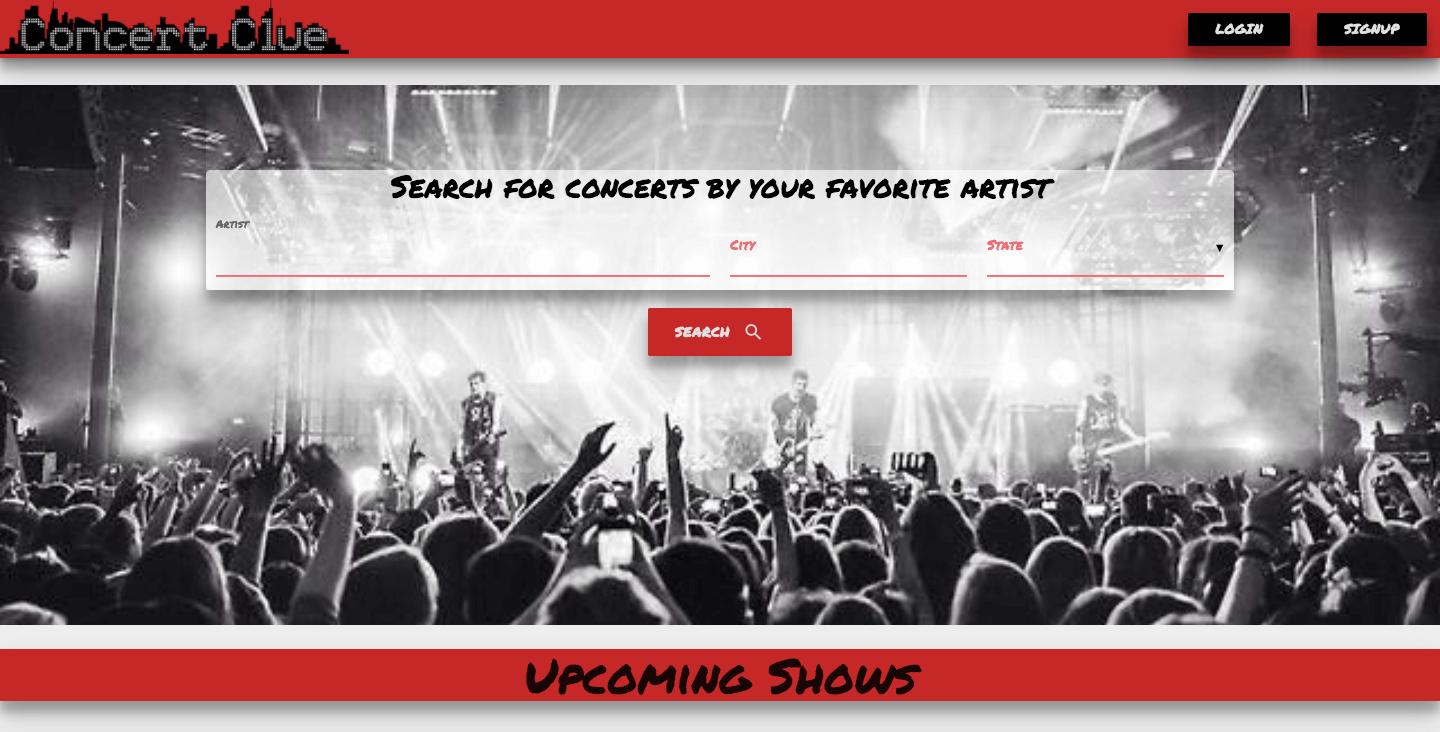 Concert Clue
LOGIN
SIGNUP
Search for concerts by your favorite artist
Artist
City
State
SEARCH
Upcoming Shows